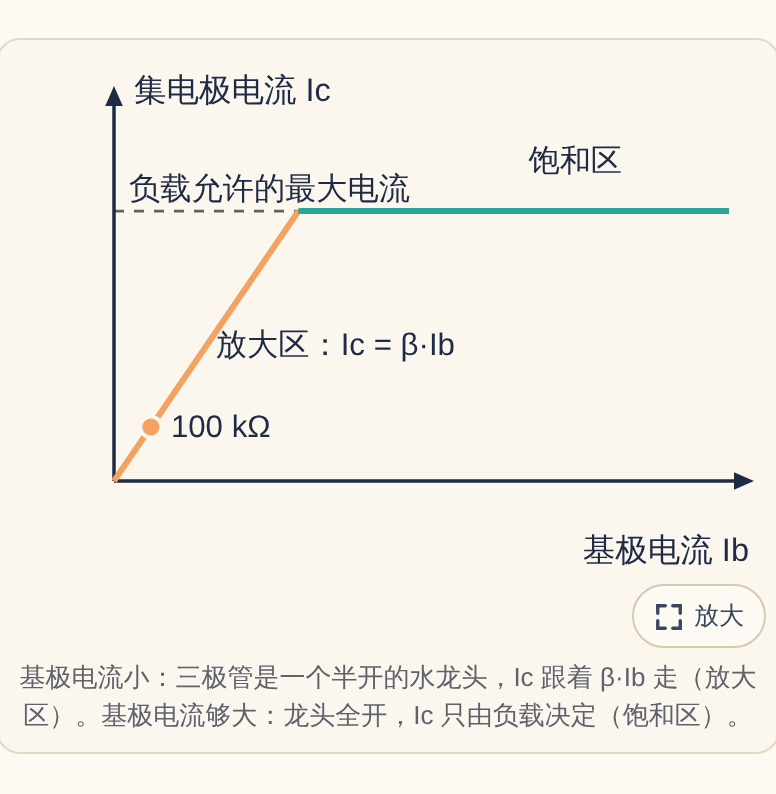 集电极电流 Ic
饱和区
负载允许的最大电流
放大区：Ic = β·Ib
100 kΩ
基极电流 Ib
放大
基极电流小：三极管是一个半开的水龙头，Ic 跟着 β·Ib 走（放大
区）。基极电流够大：龙头全开，Ic 只由负载决定（饱和区）。